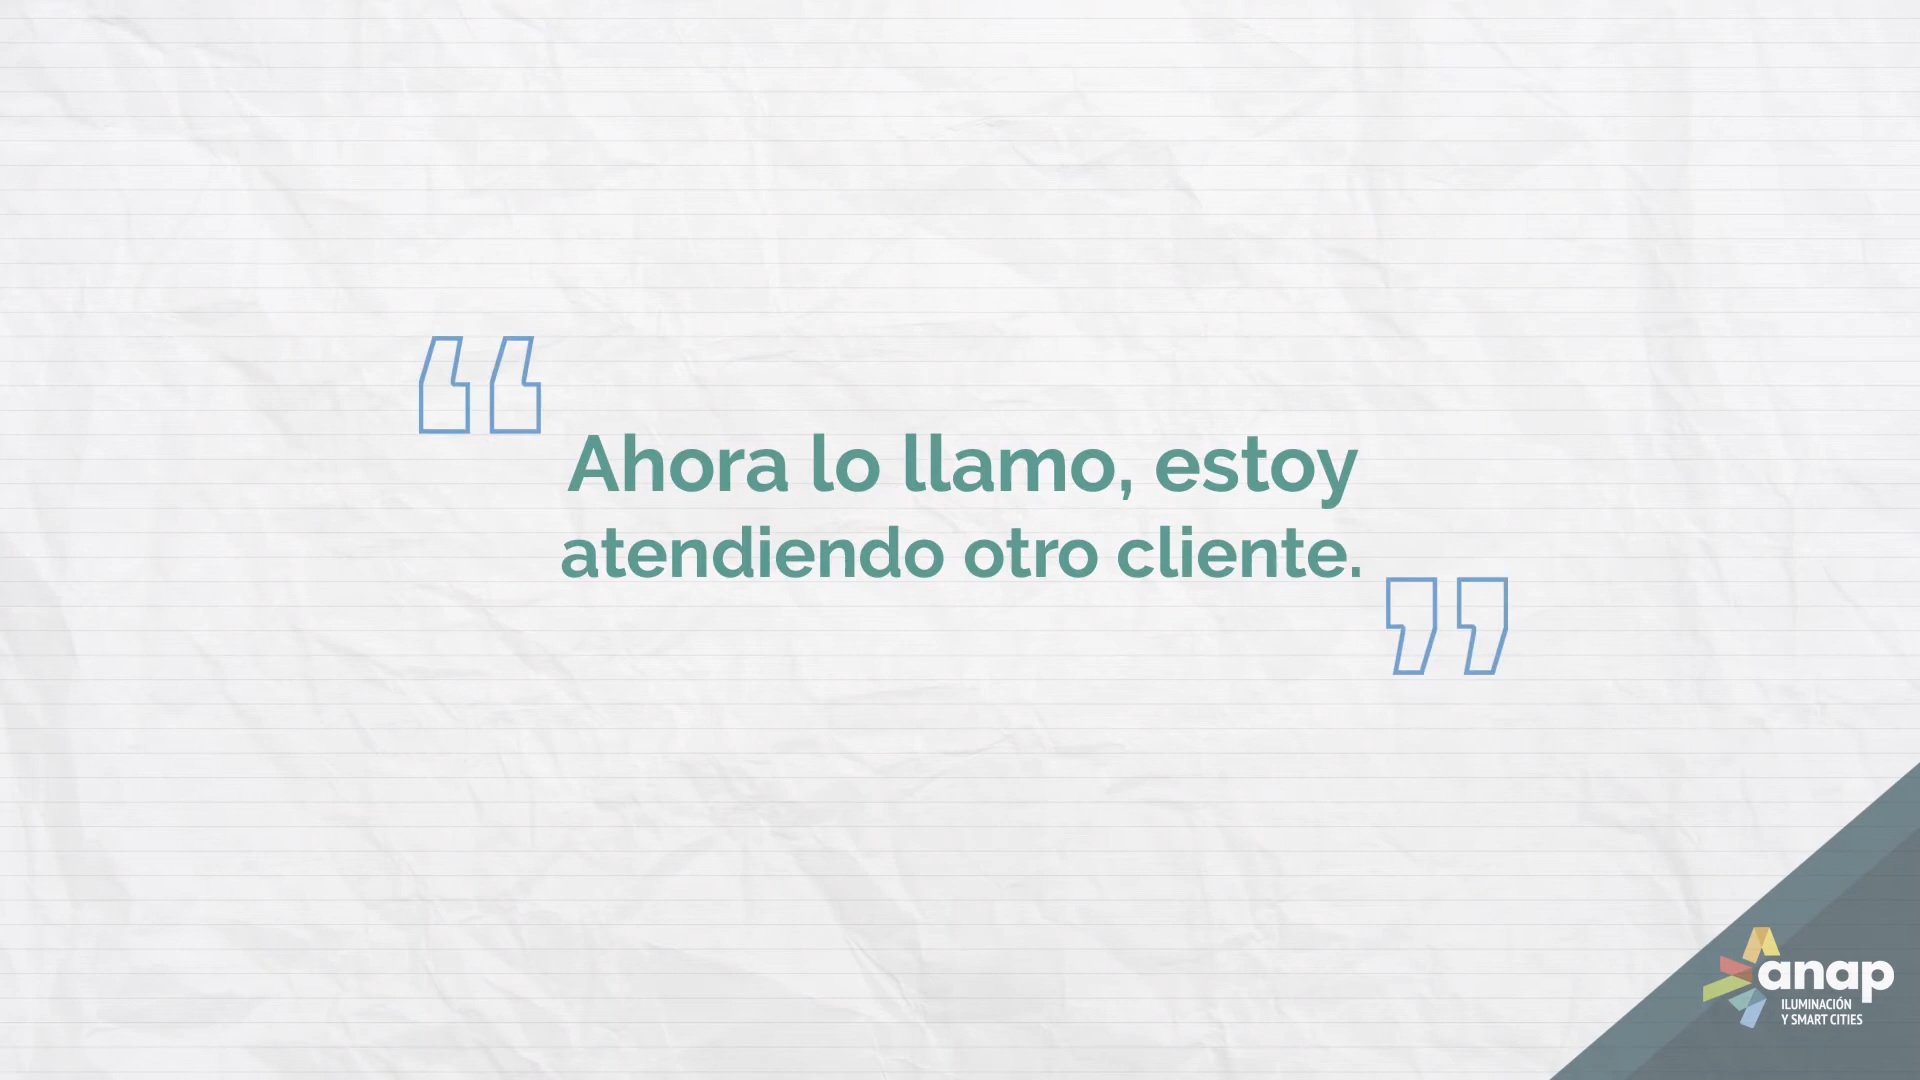 “
Ahora lo llamo, estoy
atendiendo otro cliente.
”
anap
ILUMINACIÓN
Y SMART CITIES